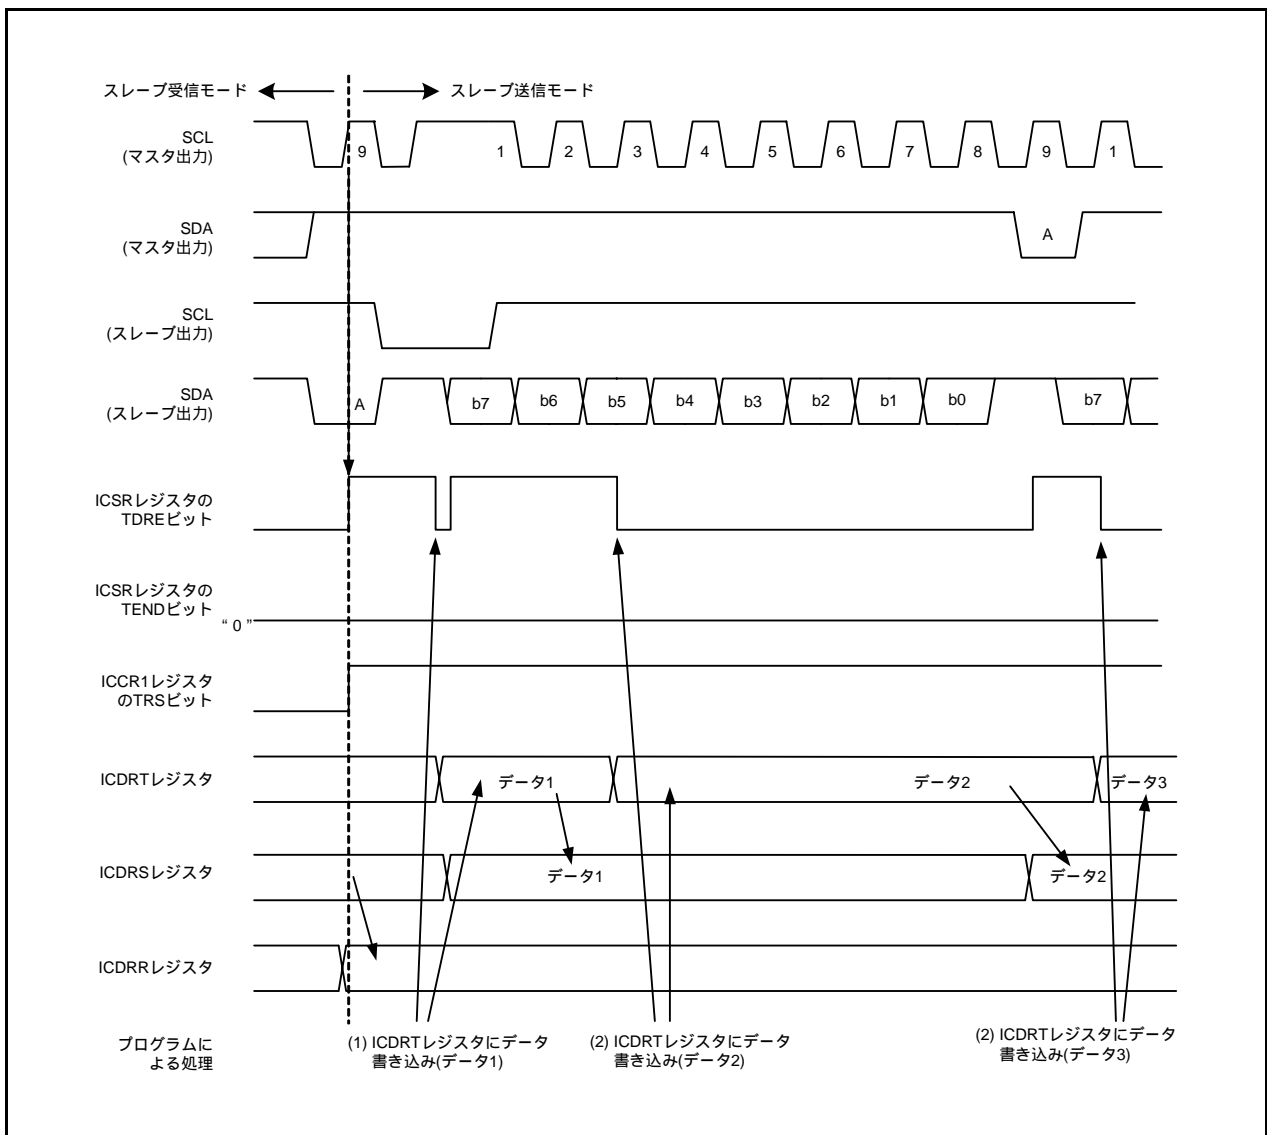 スレーブ受信モード スレーブ送信モード
SCL
(マスタ出力)
9 1 2 3 4 5 6 7 8 9 1
SDA
(マスタ出力)
A
SCL
(スレーブ出力)
SDA
(スレーブ出力)
A b7 b6 b5 b4 b3 b2 b1 b0 b7
ICSRレジスタの
TDREビット
ICSRレジスタの
TENDビット
“ 0 ”
ICCR1レジスタ
のTRSビット
ICDRTレジスタ
データ1 データ2 データ3
ICDRSレジスタ
データ1 データ2
ICDRRレジスタ
プログラムに
よる処理
(1) ICDRTレジスタにデータ
書き込み(データ1)
(2) ICDRTレジスタにデータ
書き込み(データ2)
(2) ICDRTレジスタにデータ
書き込み(データ3)